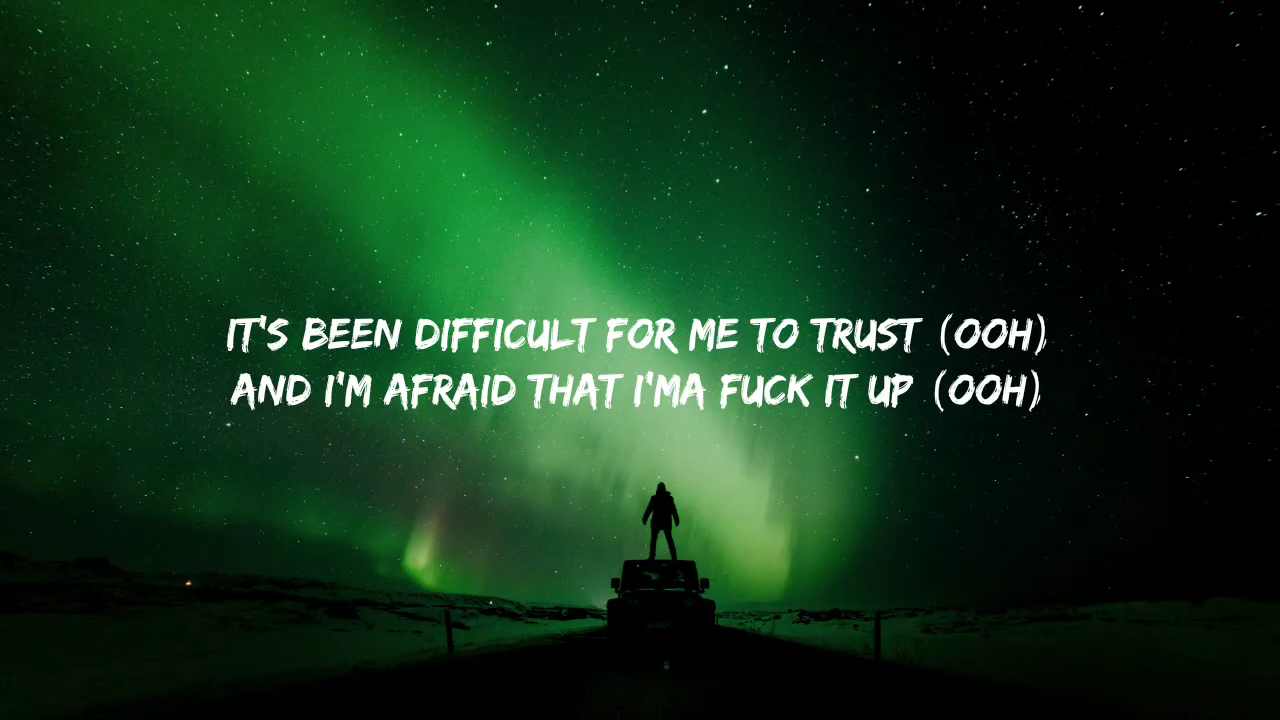 IT'S BEEN DIFFICULT FOR ME TO TRUST (OOH)
AND I'M AFRAID THAT I'MA FUCK IT UP (OOH)